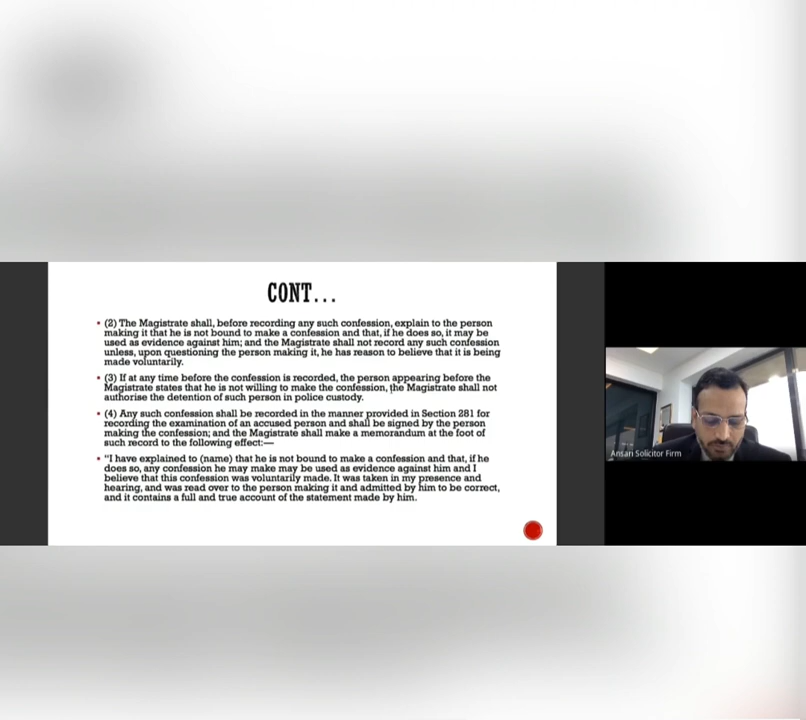 CONT...
• (2) The Magistrate shall, before recording any such confession, explain to the person
making it that he is not bound to make a confession and that, if he does so, it may be
used as evidence against him; and the Magistrate shall not record any such confession
unless, upon questioning the person making it, he has reason to believe that it is being
made voluntarily.
• (3) If at any time before the confession is recorded, the person appearing before the
Magistrate states that he is not willing to make the confession, the Magistrate shall not
authorise the detention of such person in police custody.
• (4) Any such confession shall be recorded in the manner provided in Section 281 for
recording the examination of an accused person and shall be signed by the person
making the confession; and the Magistrate shall make a memorandum at the foot of
such record to the following effect:—
• "I have explained to (name) that he is not bound to make a confession and that, if he
does so, any confession he may make may be used as evidence against him and I
believe that this confession was voluntarily made. It was taken in my presence and
hearing, and was read over to the person making it and admitted by him to be correct,
and it contains a full and true account of the statement made by him.
Ansari Solicitor Firm